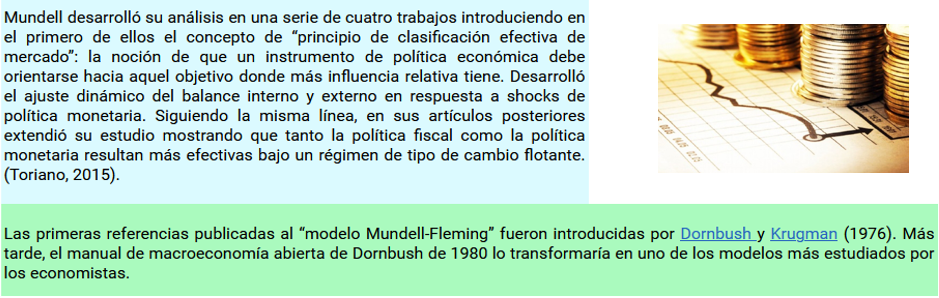 Mundell desarrolló su análisis en una serie de cuatro trabajos introduciendo en
el primero de ellos el concepto de “principio de clasificación efectiva de
mercado”: la noción de que un instrumento de política económica debe
orientarse hacia aquel objetivo donde más influencia relativa tiene. Desarrolló
el ajuste dinámico del balance interno y externo en respuesta a shocks de
política monetaria. Siguiendo la misma línea, en sus artículos posteriores
extendió su estudio mostrando que tanto la política fiscal como la política
monetaria resultan más efectivas bajo un régimen de tipo de cambio flotante.
(Toriano, 2015).
Las primeras referencias publicadas al “modelo Mundell-Fleming” fueron introducidas por Dornbush y Krugman (1976). Más
tarde, el manual de macroeconomía abierta de Dornbush de 1980 lo transformaría en uno de los modelos más estudiados por
los economistas.